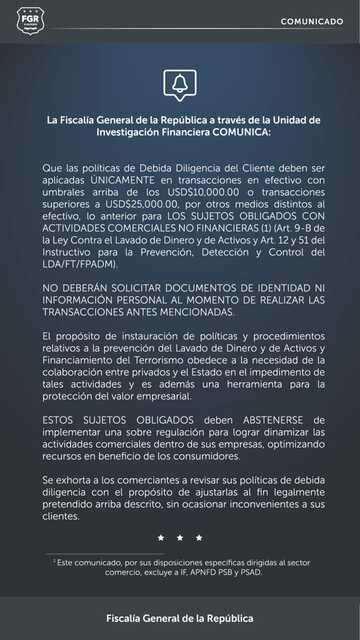 FGR
COMUNICADO
La Fiscalía General de la República a través de la Unidad de
Investigación Financiera COMUNICA:
Que las políticas de Debida Diligencia del Cliente deben ser
aplicadas ÚNICAMENTE en transacciones en efectivo con
umbrales arriba de los USD$10,000.00 o transacciones
superiores a USD$25,000.00, por otros medios distintos al
efectivo, lo anterior para LOS SUJETOS OBLIGADOS CON
ACTIVIDADES COMERCIALES NO FINANCIERAS (1) (Art. 9-B de
la Ley Contra el Lavado de Dinero y de Activos y Art. 12 y 51 del
Instructivo para la Prevención, Detección y Control del
LDA/FT/FPADM).
NO DEBERÁN SOLICITAR DOCUMENTOS DE IDENTIDAD NI
INFORMACIÓN PERSONAL AL MOMENTO DE REALIZAR LAS
TRANSACCIONES ANTES MENCIONADAS.
El propósito de instauración de políticas y procedimientos
relativos a la prevención del Lavado de Dinero y de Activos y
Financiamiento del Terrorismo obedece a la necesidad de la
colaboración entre privados y el Estado en el impedimento de
tales actividades y es además una herramienta para la
protección del valor empresarial.
ESTOS SUJETOS OBLIGADOS deben ABSTENERSE de
implementar una sobre regulación para lograr dinamizar las
actividades comerciales dentro de sus empresas, optimizando
recursos en beneficio de los consumidores.
Se exhorta a los comerciantes a revisar sus políticas de debida
diligencia con el propósito de ajustarlas al fin legalmente
pretendido arriba descrito, sin ocasionar inconvenientes a sus
clientes.
¹ Este comunicado, por sus disposiciones específicas dirigidas al sector
comercio, excluye a IF, APNFD PSB y PSAD.
Fiscalía General de la República